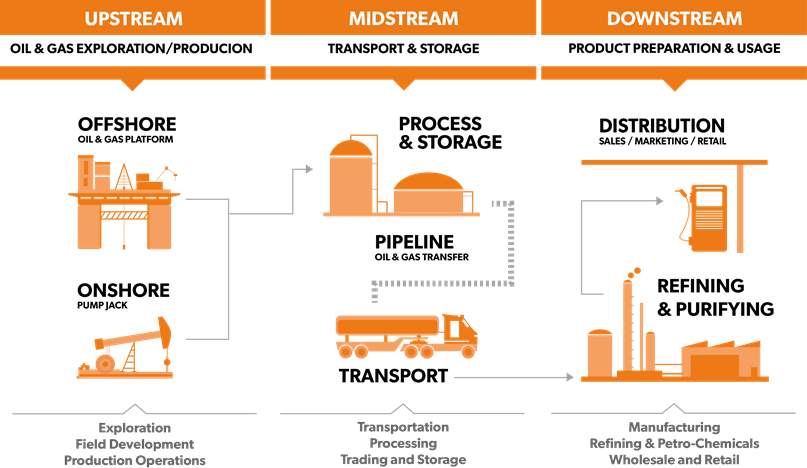 UPSTREAM
OIL & GAS EXPLORATION/PRODUCION
OFFSHORE
OIL & GAS PLATFORM
ONSHORE
PUMP JACK
Exploration
Field Development
Production Operations
MIDSTREAM
TRANSPORT & STORAGE
PROCESS
& STORAGE
PIPELINE
OIL & GAS TRANSFER
TRANSPORT
Transportation
Processing
Trading and Storage
DOWNSTREAM
PRODUCT PREPARATION & USAGE
DISTRIBUTION
SALES / MARKETING / RETAIL
REFINING
& PURIFYING
Manufacturing
Refining & Petro-Chemicals
Wholesale and Retail